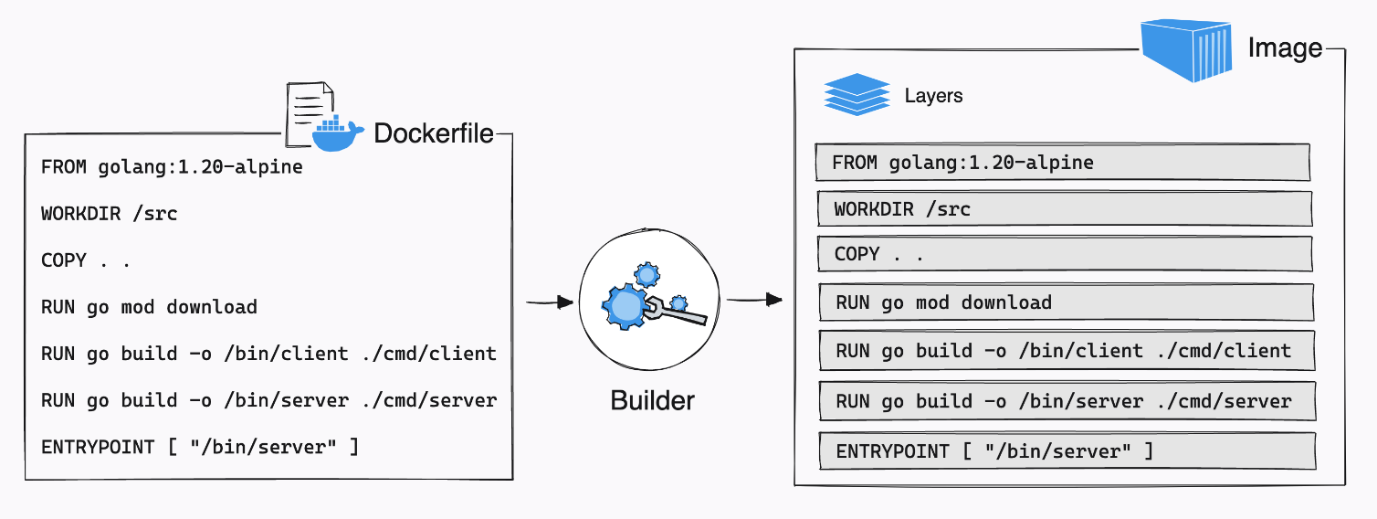 Dockerfile
FROM golang:1.20-alpine
WORKDIR /src
COPY . .
RUN go mod download
RUN go build -o /bin/client ./cmd/client
RUN go build -o /bin/server ./cmd/server
ENTRYPOINT [ "/bin/server" ]
Builder
Image
Layers
FROM golang:1.20-alpine
WORKDIR /src
COPY . .
RUN go mod download
RUN go build -o /bin/client ./cmd/client
RUN go build -o /bin/server ./cmd/server
ENTRYPOINT [ "/bin/server" ]